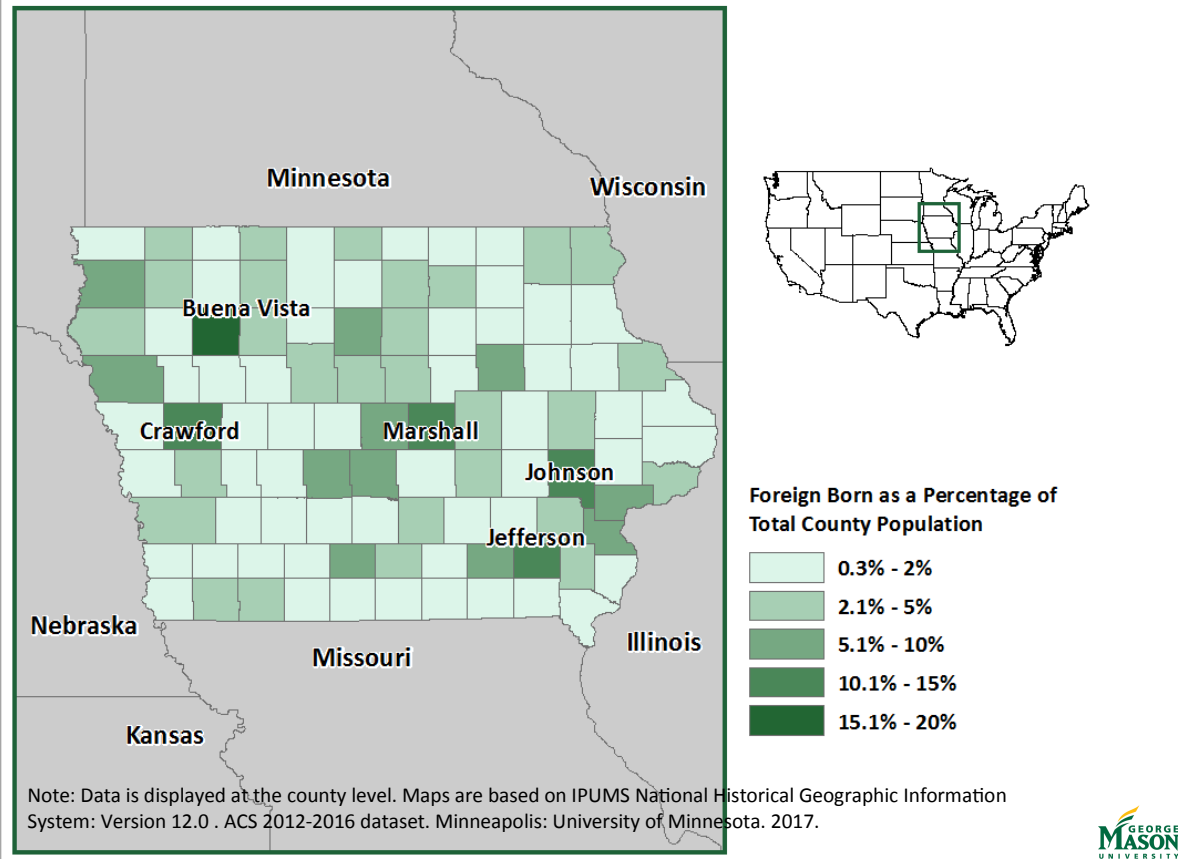 Minnesota
Wisconsin
Buena Vista
Crawford
Marshall
Johnson
Jefferson
Nebraska
Illinois
Missouri
Kansas
Foreign Born as a Percentage of
Total County Population
0.3% - 2%
2.1% - 5%
5.1% - 10%
10.1% - 15%
15.1% - 20%
Note: Data is displayed at the county level. Maps are based on IPUMS National Historical Geographic Information
System: Version 12.0 . ACS 2012-2016 dataset. Minneapolis: University of Minnesota. 2017.
GEORGE
MASON
UNIVERSITY